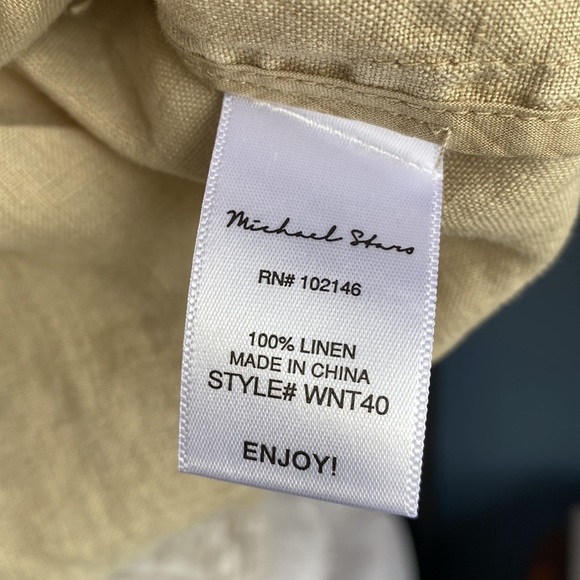 Michael Stars
RN# 102146
100% LINEN
MADE IN CHINA
STYLE# WNT40
ENJOY!